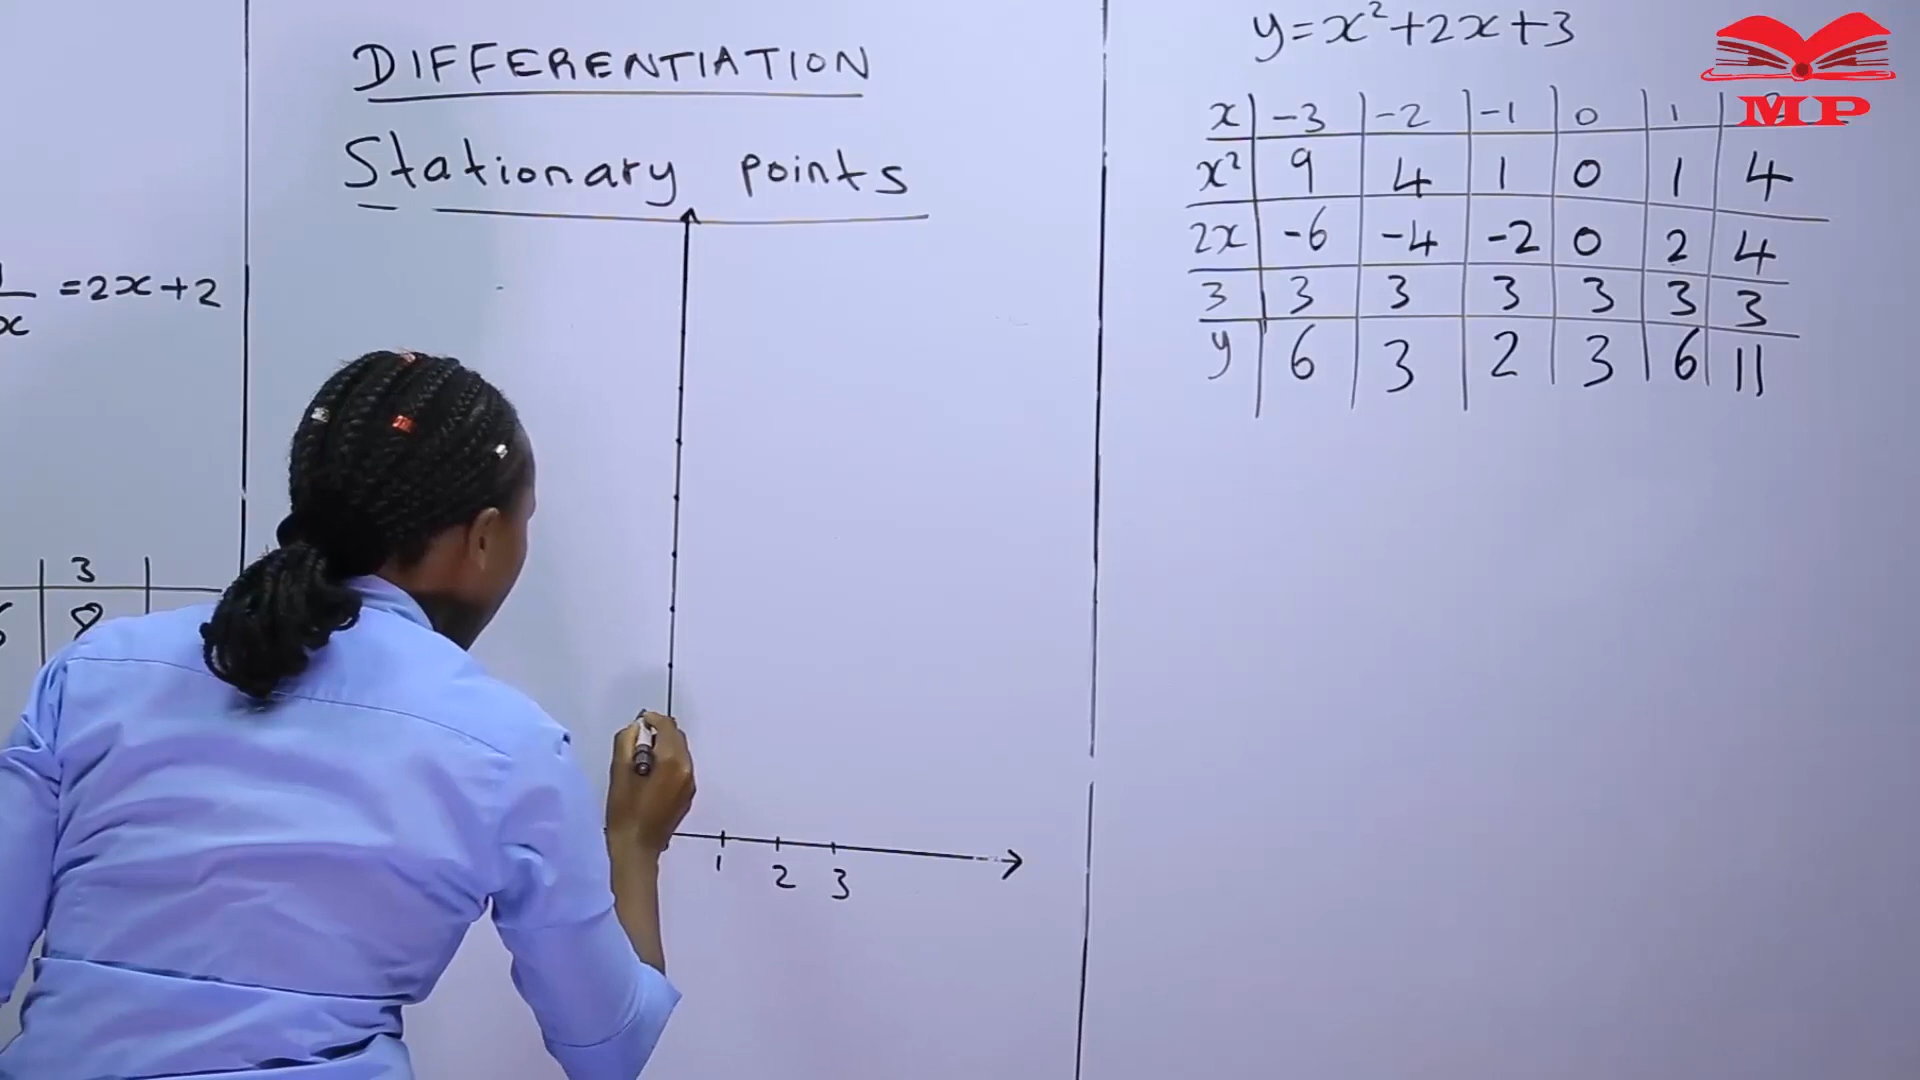 DIFFERENTIATION
Stationary points
= 2x + 2
x
3
8
1 2 3
y = x² + 2x + 3
x -3 -2 -1 0 1
x² 9 4 1 0 1 4
2x -6 -4 -2 0 2 4
3 3 3 3 3 3 3
y 6 3 2 3 6 11
MP